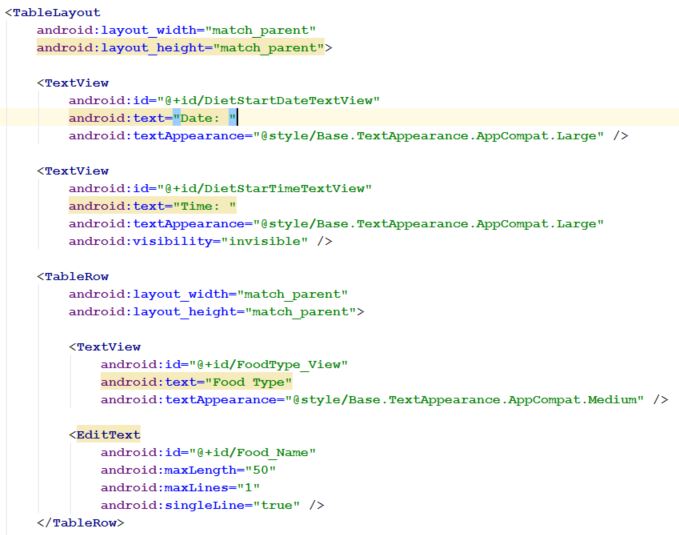 <TableLayout
    android:layout_width="match_parent"
    android:layout_height="match_parent">

    <TextView
        android:id="@+id/DietStartDateTextView"
        android:text="Date: "
        android:textAppearance="@style/Base.TextAppearance.AppCompat.Large" />

    <TextView
        android:id="@+id/DietStarTimeTextView"
        android:text="Time: "
        android:textAppearance="@style/Base.TextAppearance.AppCompat.Large"
        android:visibility="invisible" />

    <TableRow
        android:layout_width="match_parent"
        android:layout_height="match_parent">

        <TextView
            android:id="@+id/FoodType_View"
            android:text="Food Type"
            android:textAppearance="@style/Base.TextAppearance.AppCompat.Medium" />

        <EditText
            android:id="@+id/Food_Name"
            android:maxLength="50"
            android:maxLines="1"
            android:singleLine="true" />
    </TableRow>